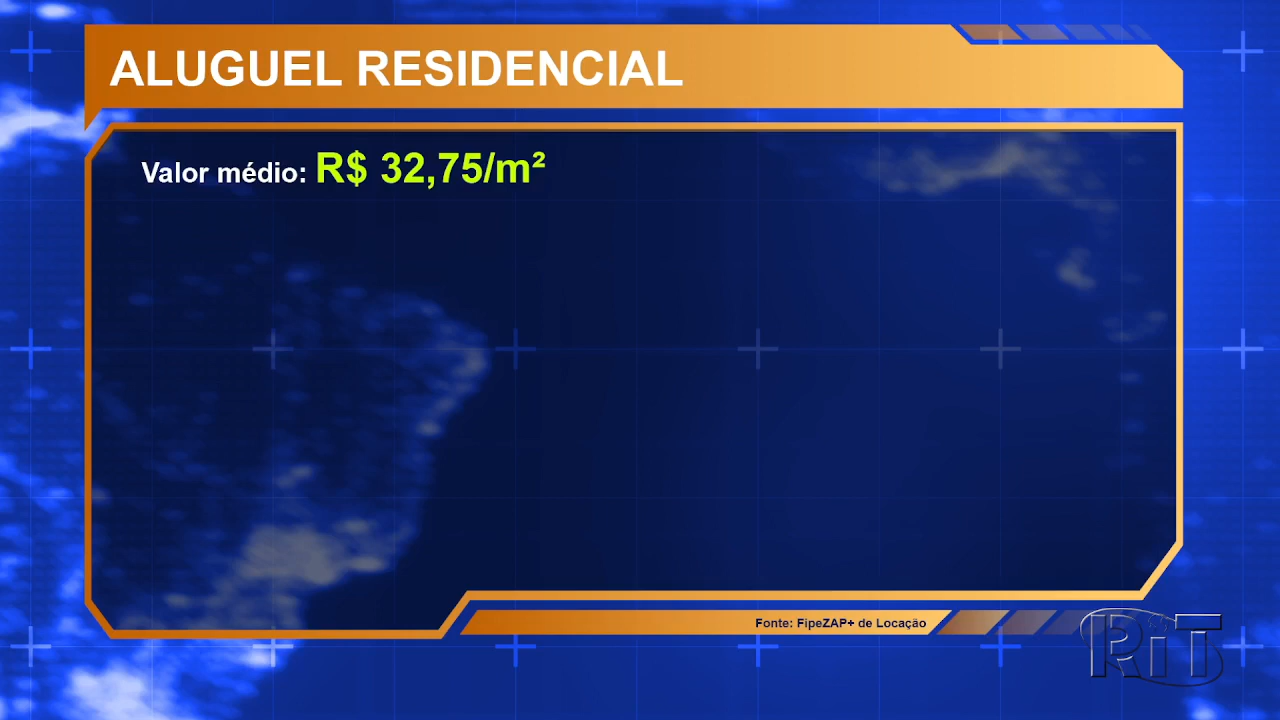 ALUGUEL RESIDENCIAL
Valor médio: R$ 32,75/m²
Fonte: FipeZAP+ de Locação
RiT